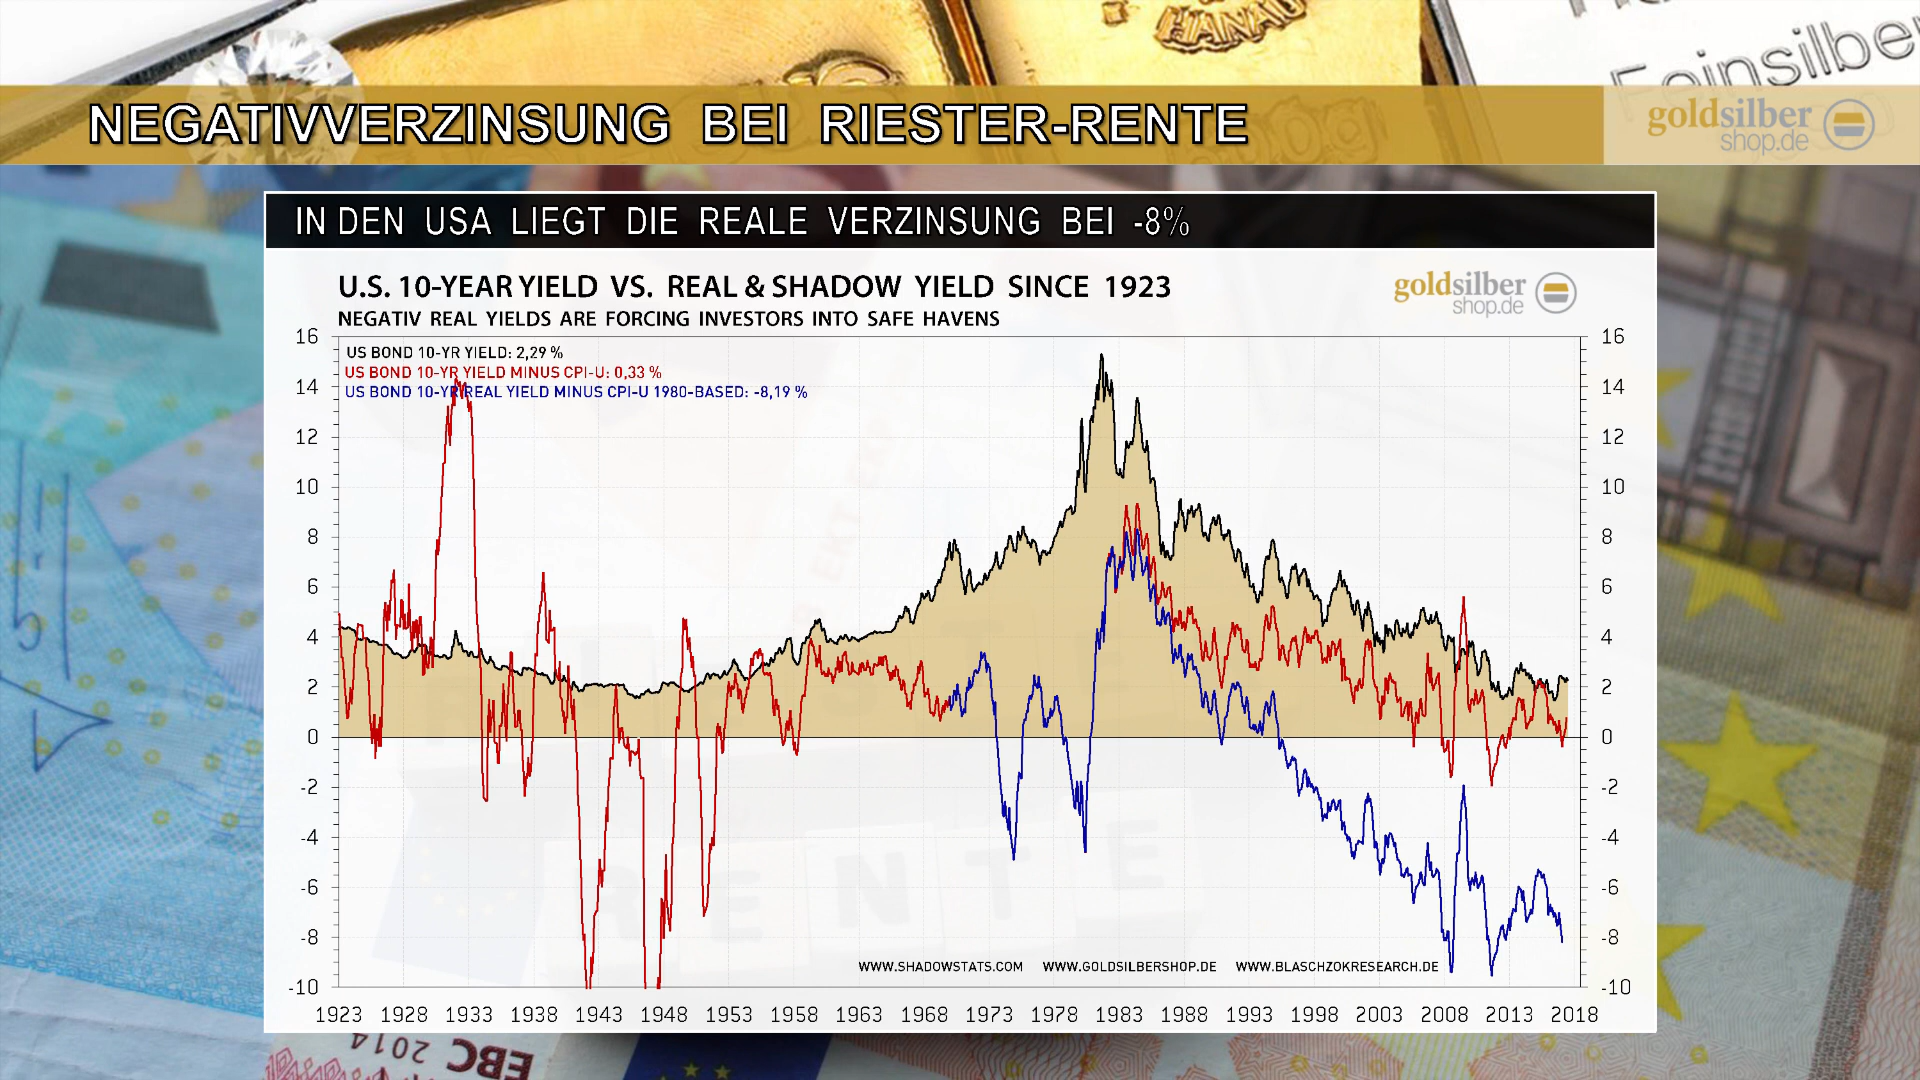 HANAU
Feinsilber
NEGATIVVERZINSUNG BEI RIESTER-RENTE
goldsilber
shop.de
IN DEN USA LIEGT DIE REALE VERZINSUNG BEI -8%
U.S. 10-YEAR YIELD VS. REAL & SHADOW YIELD SINCE 1923
NEGATIV REAL YIELDS ARE FORCING INVESTORS INTO SAFE HAVENS
goldsilber
shop.de
US BOND 10-YR YIELD: 2,29 %
US BOND 10-YR YIELD MINUS CPI-U: 0,33 %
US BOND 10-YR REAL YIELD MINUS CPI-U 1980-BASED: -8,19 %
16 16
14 14
12 12
10 10
8 8
6 6
4 4
2 2
0 0
-2 -2
-4 -4
-6 -6
-8 -8
-10 -10
WWW.SHADOWSTATS.COM WWW.GOLDSILBERSHOP.DE WWW.BLASCHZOKRESEARCH.DE
1923 1928 1933 1938 1943 1948 1953 1958 1963 1968 1973 1978 1983 1988 1993 1998 2003 2008 2013 2018
RENTE
EBC 2014